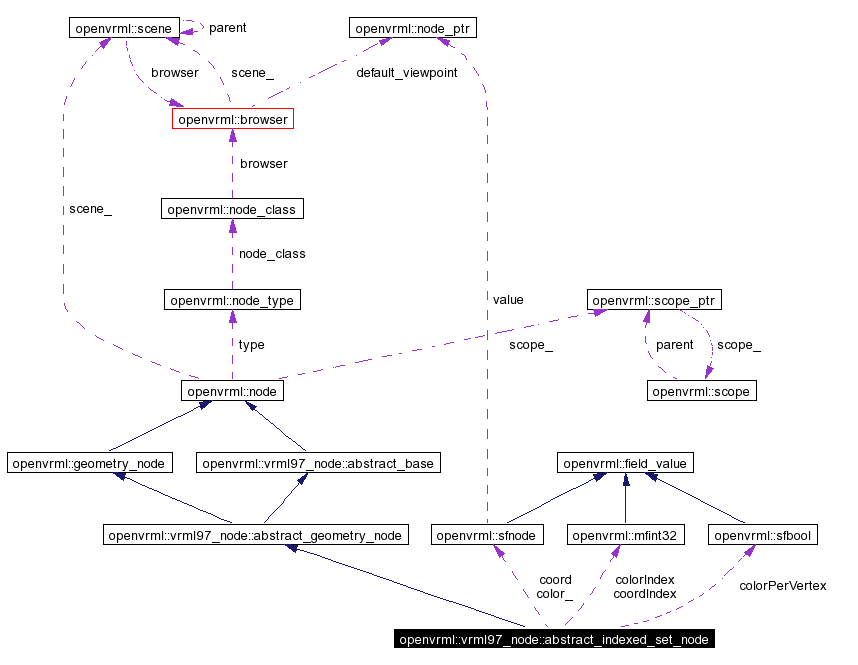 openvrml::scene
parent
openvrml::node_ptr
browser
scene_
default_viewpoint
openvrml::browser
browser
scene_
openvrml::node_class
node_class
openvrml::node_type
value
openvrml::scope_ptr
type
scope_
parent
scope_
openvrml::node
openvrml::scope
openvrml::geometry_node
openvrml::vrml97_node::abstract_base
openvrml::field_value
openvrml::vrml97_node::abstract_geometry_node
openvrml::sfnode
openvrml::mfint32
openvrml::sfbool
coord
color_
colorIndex
coordIndex
colorPerVertex
openvrml::vrml97_node::abstract_indexed_set_node